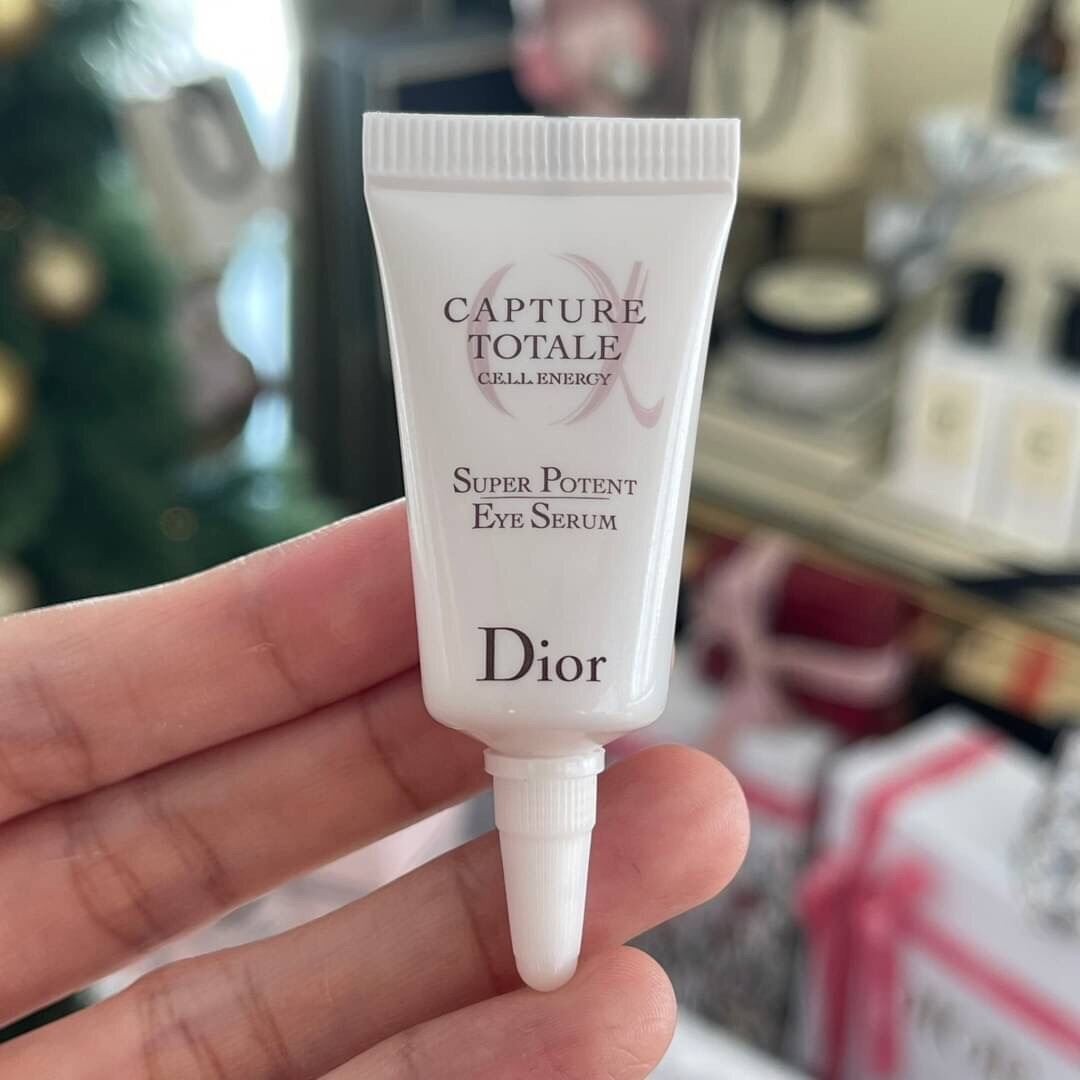 CAPTURE
TOTALE
C.E.L.L. ENERGY
SUPER POTENT
EYE SERUM
Dior